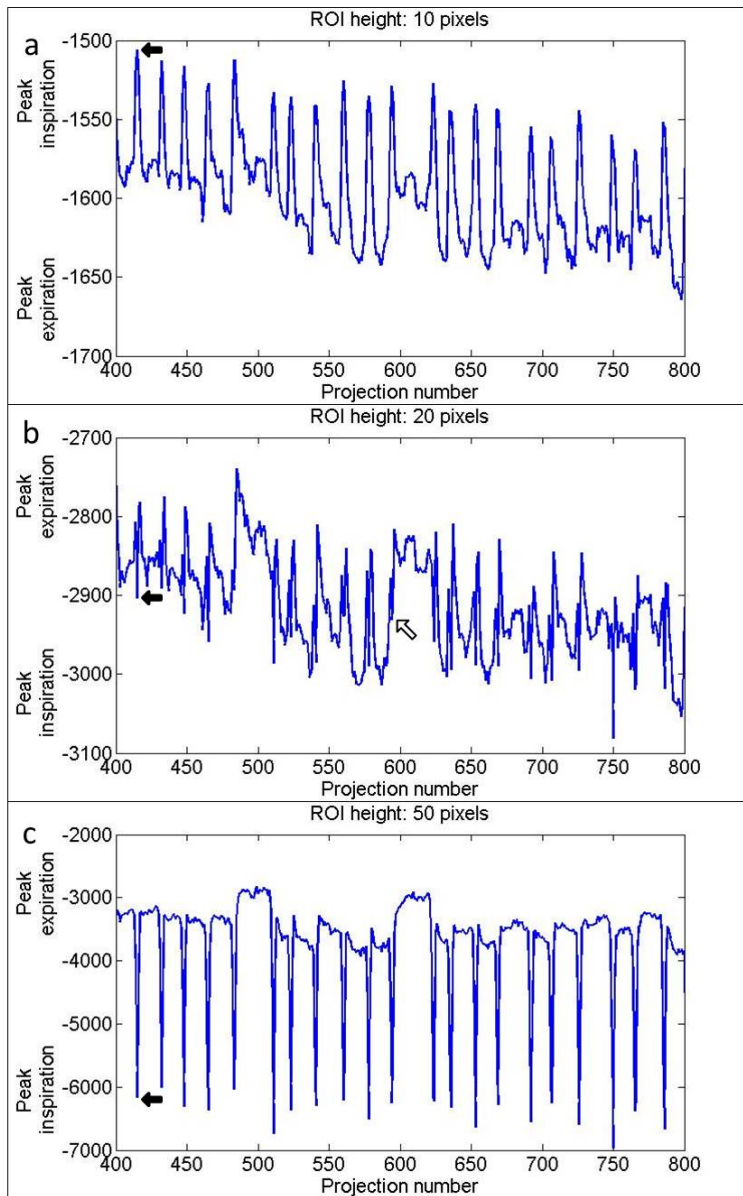 ROI height: 10 pixels
a
Peak inspiration
Peak expiration
-1500
-1550
-1600
-1650
-1700
400 450 500 550 600 650 700 750 800
Projection number
ROI height: 20 pixels
b
Peak expiration
Peak inspiration
-2700
-2800
-2900
-3000
-3100
400 450 500 550 600 650 700 750 800
Projection number
ROI height: 50 pixels
c
Peak expiration
Peak inspiration
-2000
-3000
-4000
-5000
-6000
-7000
400 450 500 550 600 650 700 750 800
Projection number